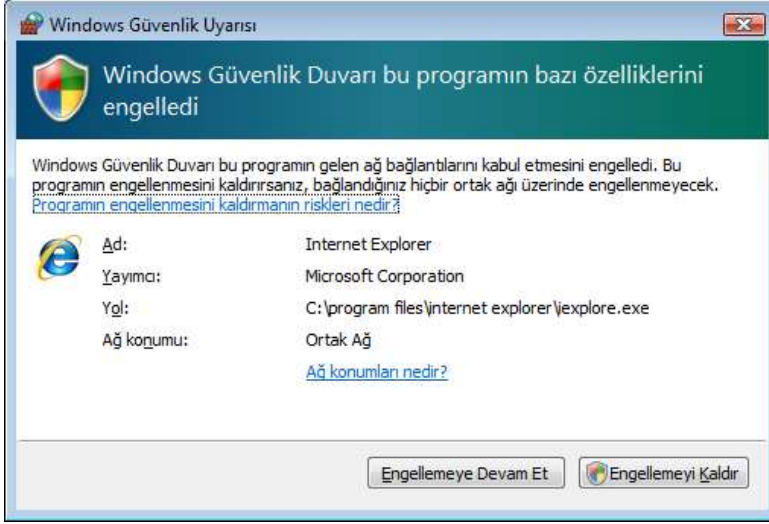 Windows Güvenlik Uyarısı
Windows Güvenlik Duvarı bu programın bazı özelliklerini
engelledi
Windows Güvenlik Duvarı bu programın gelen ağ bağlantılarını kabul etmesini engelledi. Bu
programın engellenmesini kaldırırsanız, bağlandığınız hiçbir ortak ağı üzerinde engellenmeyecek.
Programın engellenmesini kaldırmanın riskleri nedir?
Ad: Internet Explorer
Yayımcı: Microsoft Corporation
Yol: C:\program files\internet explorer\iexplore.exe
Ağ konumu: Ortak Ağ
Ağ konumları nedir?
Engellemeye Devam Et Engellemeyi Kaldır